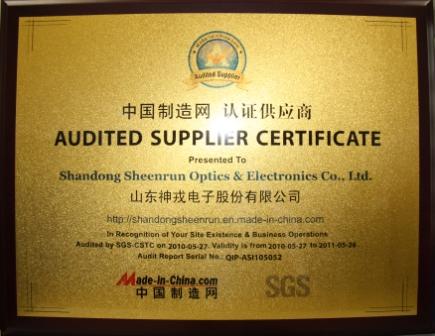 Made-in-China.com
Audited Supplier
中国制造网 认证供应商
AUDITED SUPPLIER CERTIFICATE
Presented To
Shandong Sheenrun Optics & Electronics Co., Ltd.
山东神戎电子股份有限公司
http://shandongsheenrun.en.made-in-china.com/
In Recognition of Your Site Existence & Business Operations
Audited by SGS-CSTC on 2010-05-27. Validity is from 2010-05-27 to 2011-05-26
Audit Report Serial No.: QIP-ASI105052
Made-in-China.com
中国制造网
SGS